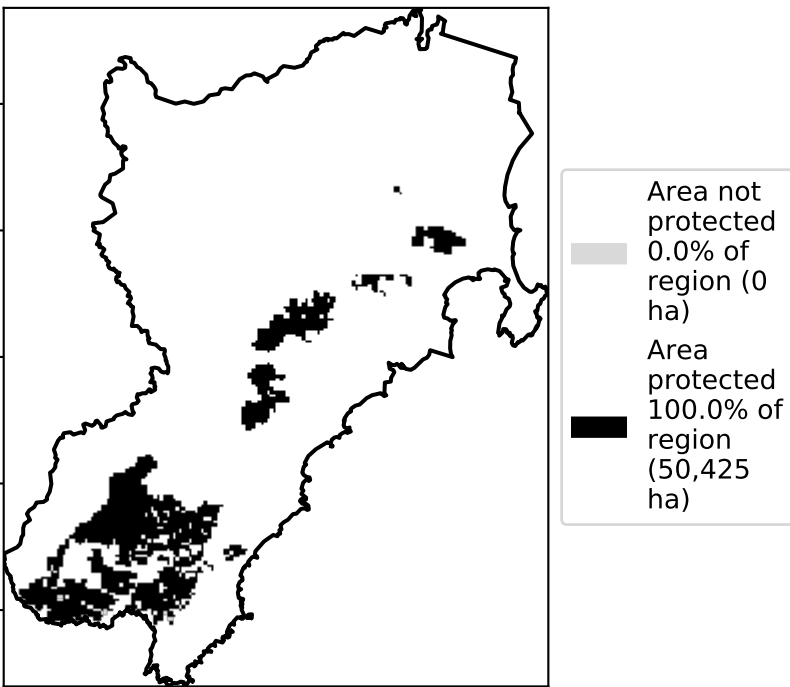 Area not
protected
0.0% of
region (0
ha)
Area
protected
100.0% of
region
(50,425
ha)